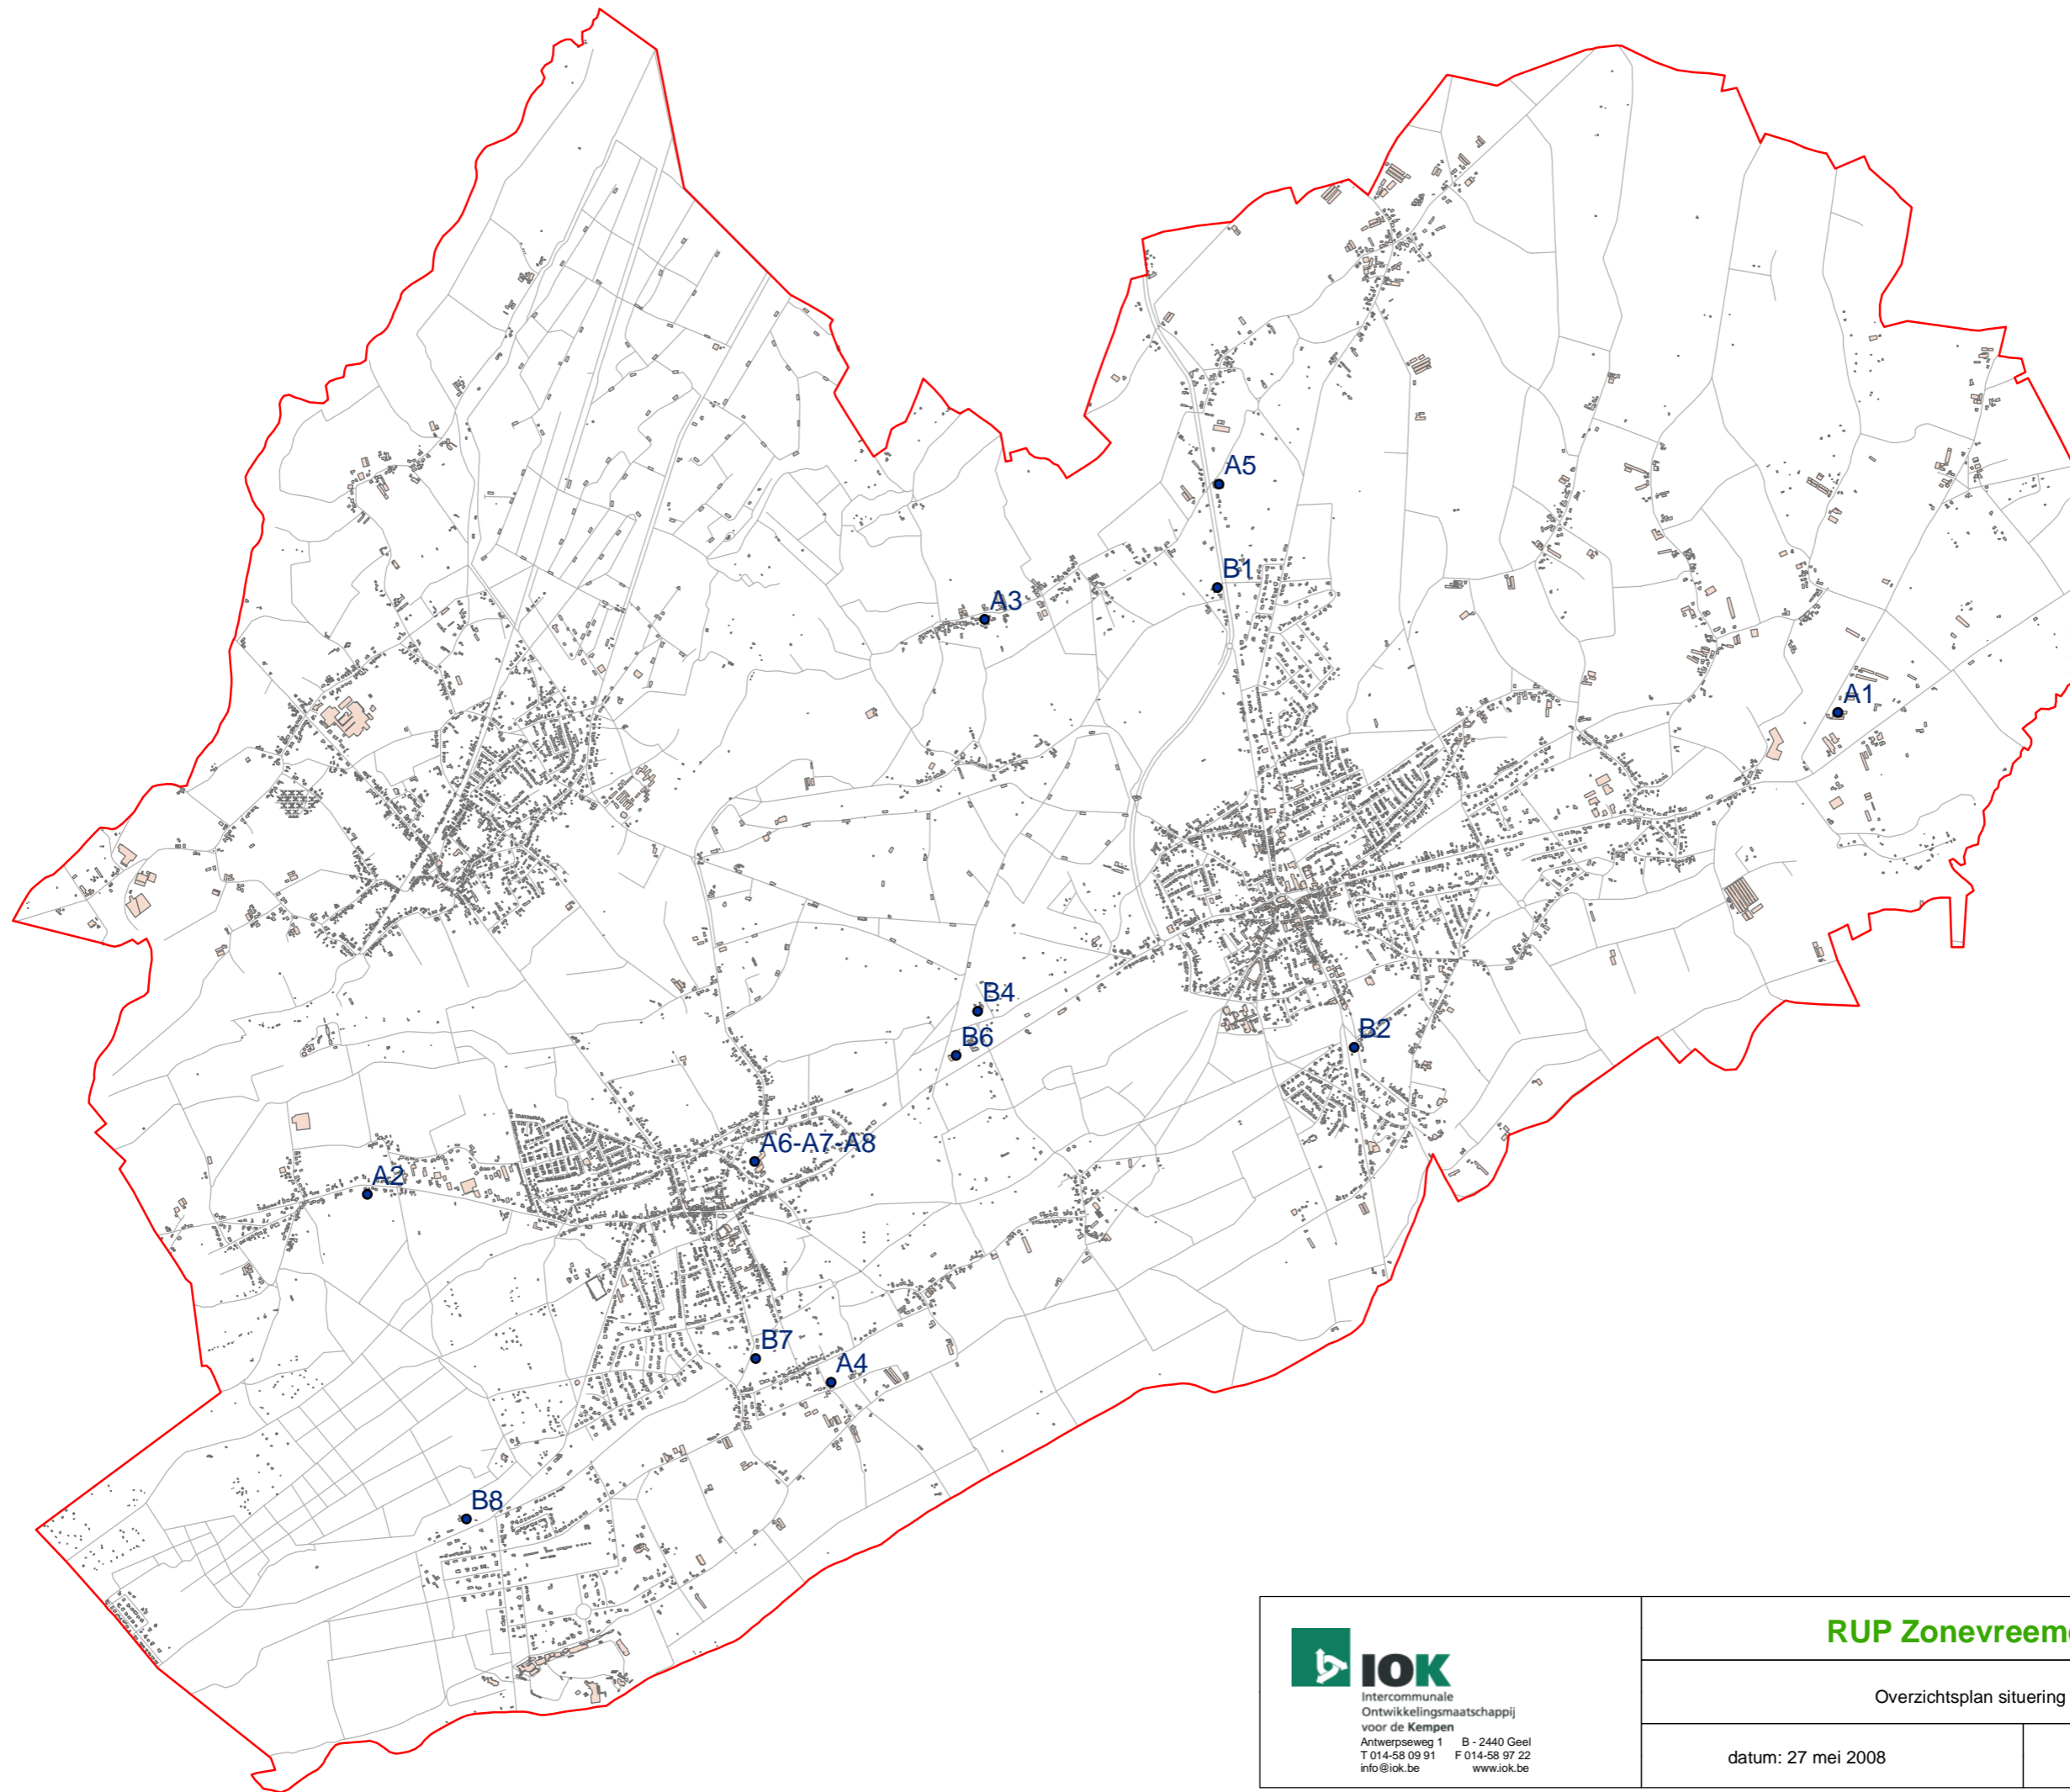 A5
B1
A3
A1
B4
B6
B2
A6-A7-A8
A2
B7
A4
B8
IOK
Intercommunale
Ontwikkelingsmaatschappij
voor de Kempen
Antwerpseweg 1 B - 2440 Geel
T 014-58 09 91 F 014-58 97 22
info@iok.be www.iok.be
RUP Zonevreem
Overzichtsplan situering
datum: 27 mei 2008